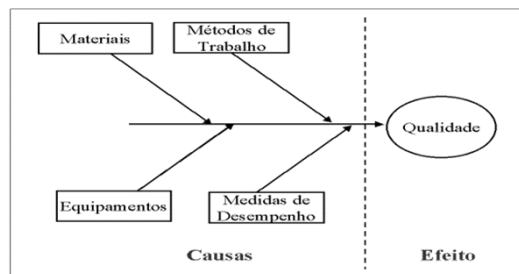 Materiais
Métodos de
Trabalho
Qualidade
Equipamentos
Medidas de
Desempenho
Causas
Efeito